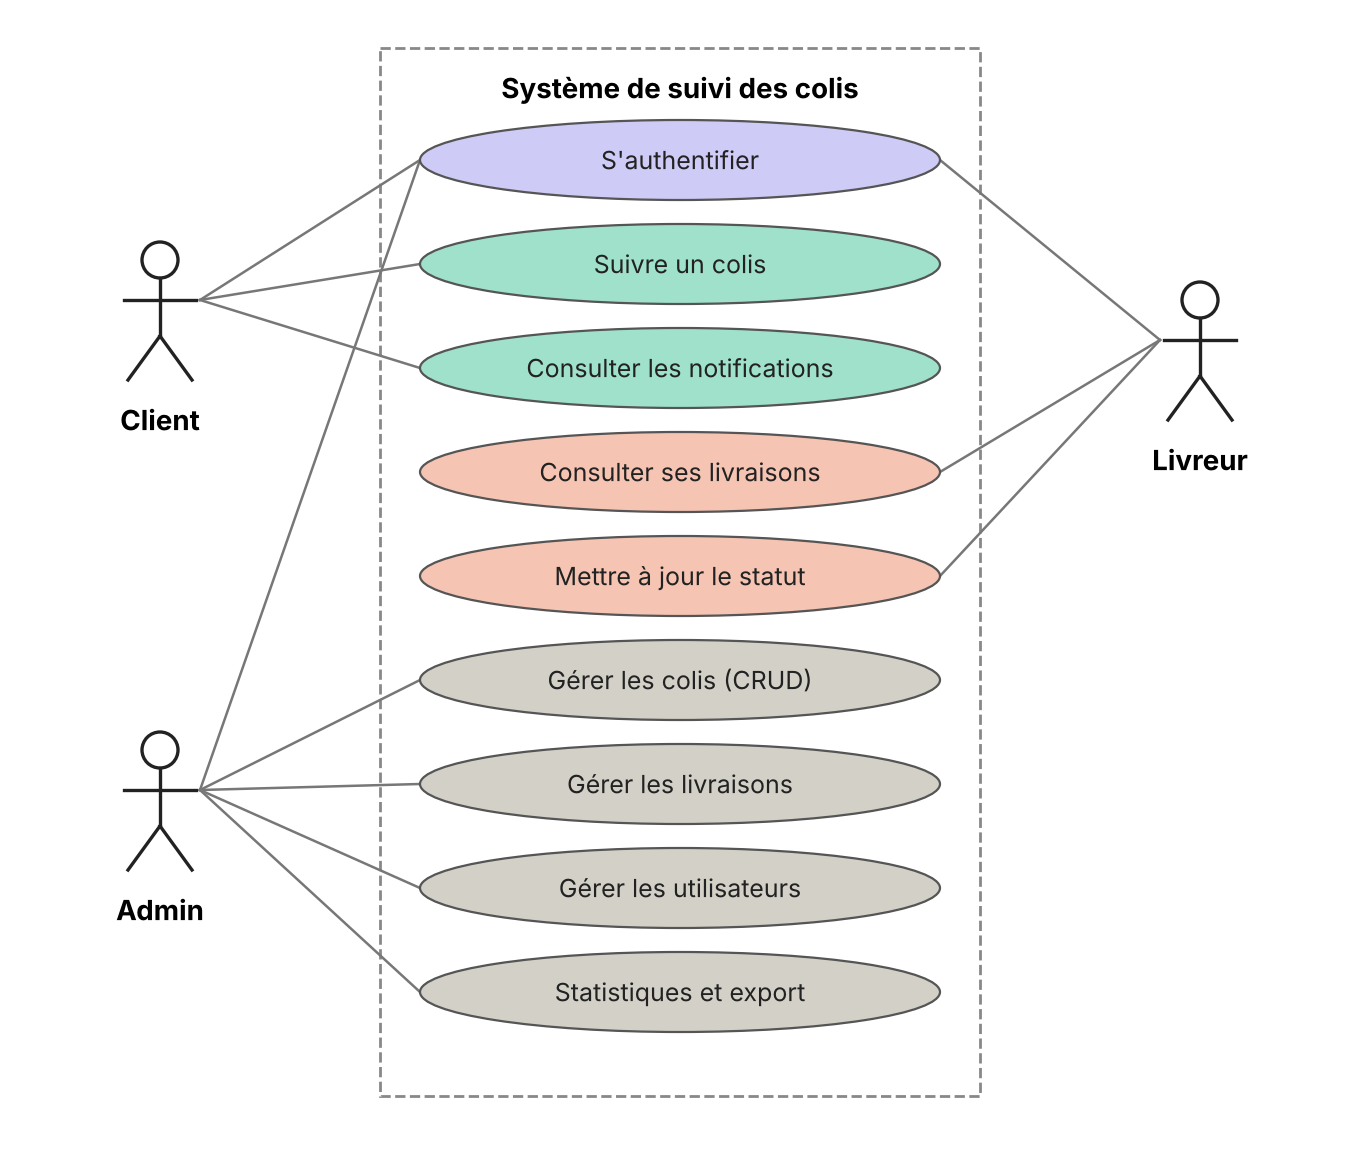 Système de suivi des colis
S'authentifier
Suivre un colis
Consulter les notifications
Client
Consulter ses livraisons
Livreur
Mettre à jour le statut
Gérer les colis (CRUD)
Gérer les livraisons
Gérer les utilisateurs
Admin
Statistiques et export